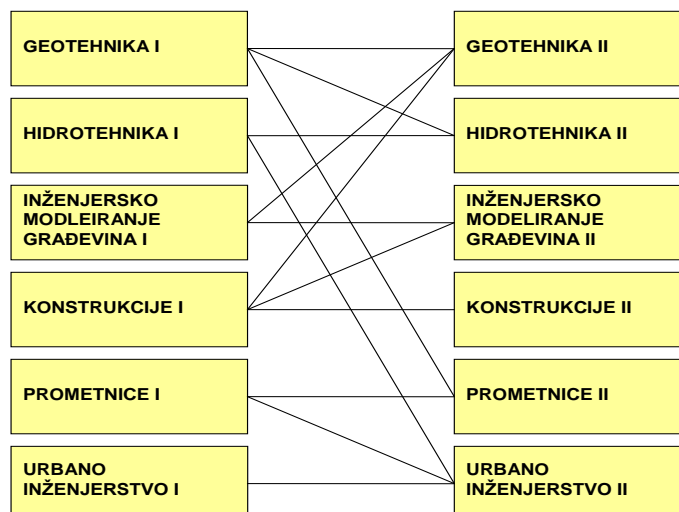 GEOTEHNIKA I
GEOTEHNIKA II
HIDROTEHNIKA I
HIDROTEHNIKA II
INŽENJERSKO
MODLEIRANJE
GRAĐEVINA I
INŽENJERSKO
MODELIRANJE
GRAĐEVINA II
KONSTRUKCIJE I
KONSTRUKCIJE II
PROMETNICE I
PROMETNICE II
URBANO
INŽENJERSTVO I
URBANO
INŽENJERSTVO II